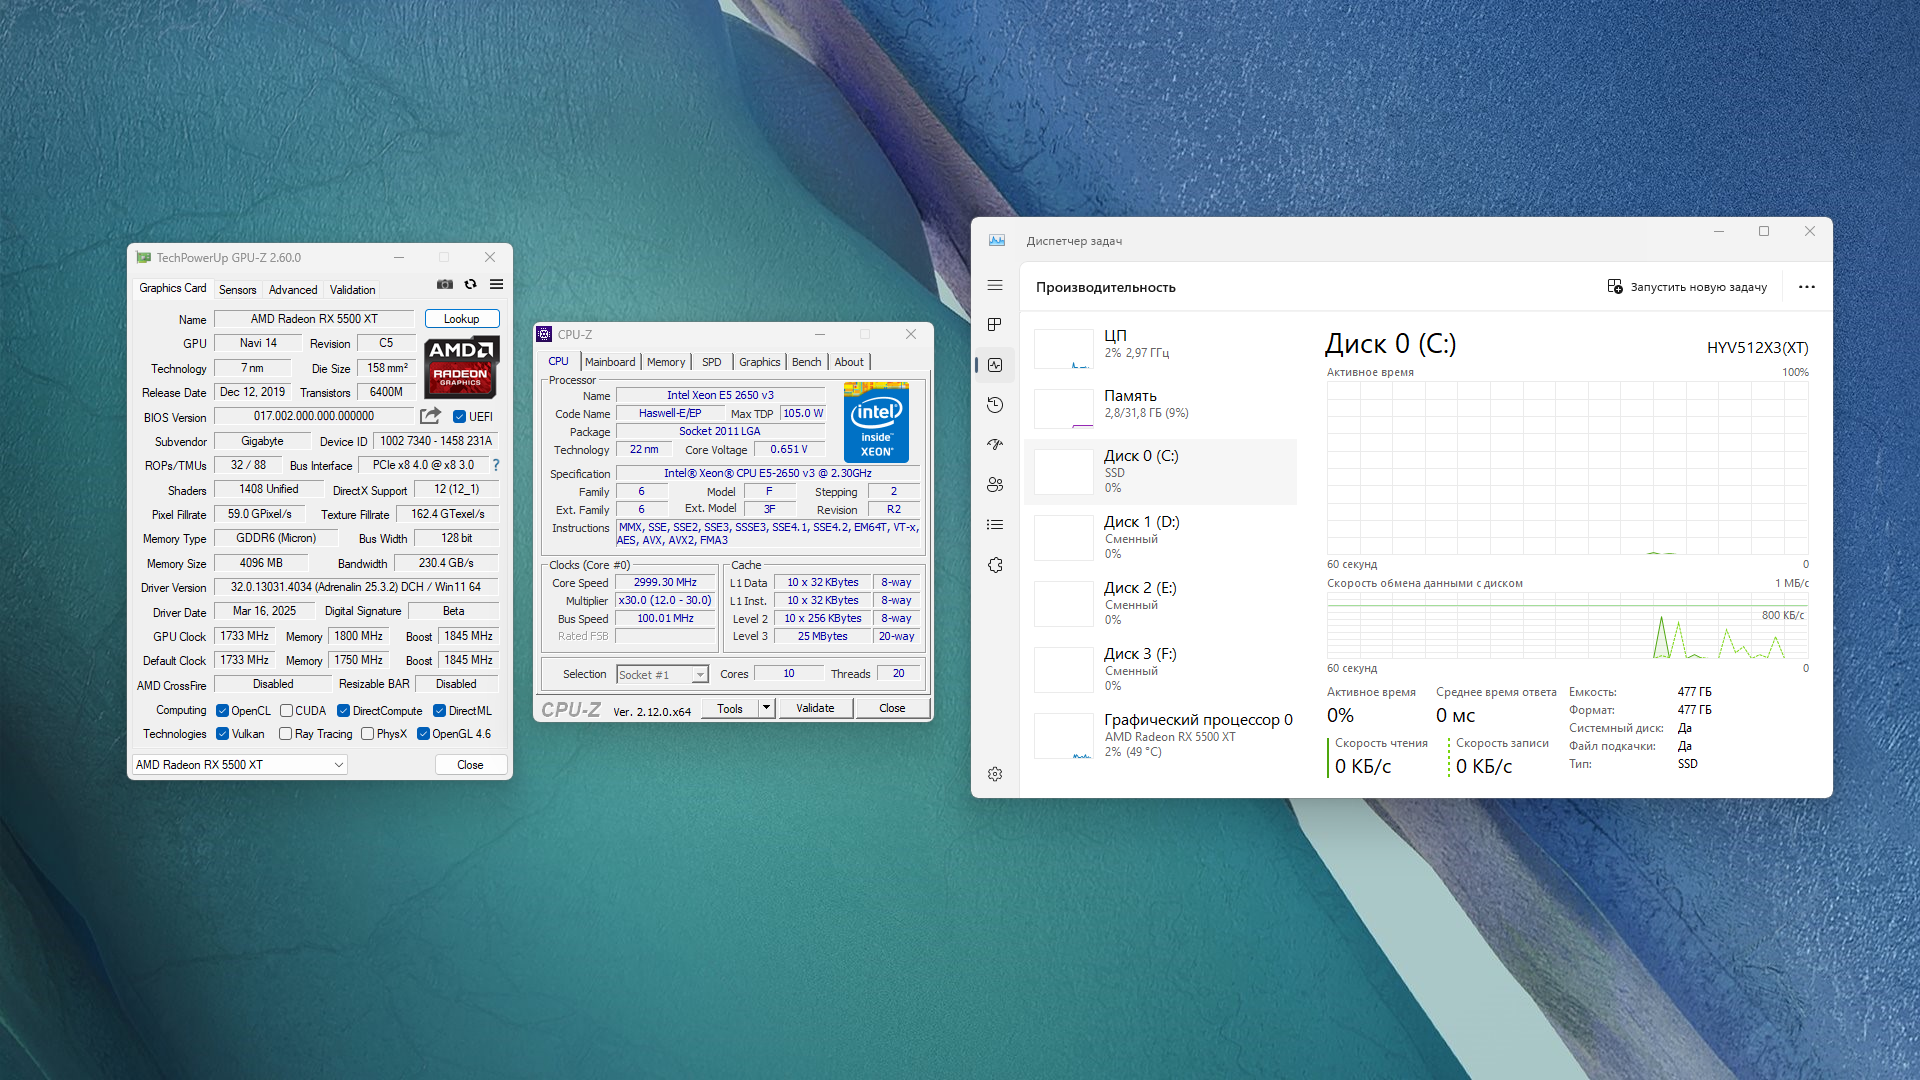 TechPowerUp GPU-Z 2.60.0
Graphics Card Sensors Advanced Validation
Name AMD Radeon RX 5500 XT Lookup
GPU Navi 14 Revision C5
AMD RADEON GRAPHICS
Technology 7 nm Die Size 158 mm²
Release Date Dec 12, 2019 Transistors 6400M
BIOS Version 017.002.000.000.000000 UEFI
Subvendor Gigabyte Device ID 1002 7340 - 1458 231A
ROPs/TMUs 32 / 88 Bus Interface PCIe x8 4.0 @ x8 3.0 ?
Shaders 1408 Unified DirectX Support 12 (12_1)
Pixel Fillrate 59.0 GPixel/s Texture Fillrate 162.4 GTexel/s
Memory Type GDDR6 (Micron) Bus Width 128 bit
Memory Size 4096 MB Bandwidth 230.4 GB/s
Driver Version 32.0.13031.4034 (Adrenalin 25.3.2) DCH / Win11 64
Driver Date Mar 16, 2025 Digital Signature Beta
GPU Clock 1733 MHz Memory 1800 MHz Boost 1845 MHz
Default Clock 1733 MHz Memory 1750 MHz Boost 1845 MHz
AMD CrossFire Disabled Resizable BAR Disabled
Computing OpenCL CUDA DirectCompute DirectML
Technologies Vulkan Ray Tracing PhysX OpenGL 4.6
AMD Radeon RX 5500 XT Close
CPU-Z
CPU Mainboard Memory SPD Graphics Bench About
Processor
Name Intel Xeon E5 2650 v3
Code Name Haswell-E/EP Max TDP 105.0 W
Package Socket 2011 LGA
Technology 22 nm Core Voltage 0.651 V
intel inside™ XEON®
Specification Intel® Xeon® CPU E5-2650 v3 @ 2.30GHz
Family 6 Model F Stepping 2
Ext. Family 6 Ext. Model 3F Revision R2
Instructions MMX, SSE, SSE2, SSE3, SSSE3, SSE4.1, SSE4.2, EM64T, VT-x,
AES, AVX, AVX2, FMA3
Clocks (Core #0)
Core Speed 2999.30 MHz
Multiplier x30.0 (12.0 - 30.0)
Bus Speed 100.01 MHz
Rated FSB
Cache
L1 Data 10 x 32 KBytes 8-way
L1 Inst. 10 x 32 KBytes 8-way
Level 2 10 x 256 KBytes 8-way
Level 3 25 MBytes 20-way
Selection Socket #1 Cores 10 Threads 20
CPU-Z Ver. 2.12.0.x64 Tools Validate Close
Диспетчер задач
Производительность Запустить новую задачу
ЦП
2% 2,97 ГГц
Память
2,8/31,8 ГБ (9%)
Диск 0 (C:)
SSD
0%
Диск 1 (D:)
Сменный
0%
Диск 2 (E:)
Сменный
0%
Диск 3 (F:)
Сменный
0%
Графический процессор 0
AMD Radeon RX 5500 XT
2% (49 °C)
Диск 0 (C:) HYV512X3(XT)
Активное время 100%
60 секунд 0
Скорость обмена данными с диском 1 МБ/с
800 КБ/с
60 секунд 0
Активное время
0%
Среднее время ответа
0 мс
Скорость чтения
0 КБ/с
Скорость записи
0 КБ/с
Емкость: 477 ГБ
Формат: 477 ГБ
Системный диск: Да
Файл подкачки: Да
Тип: SSD